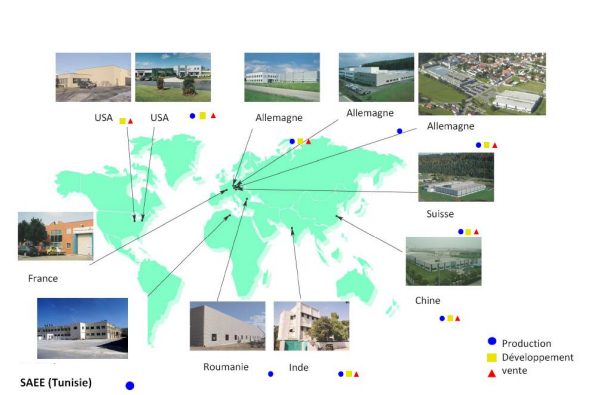 USA
USA
Allemagne
Allemagne
Allemagne
Suisse
France
Chine
Roumanie
Inde
Production
Développement
vente
SAEE (Tunisie)